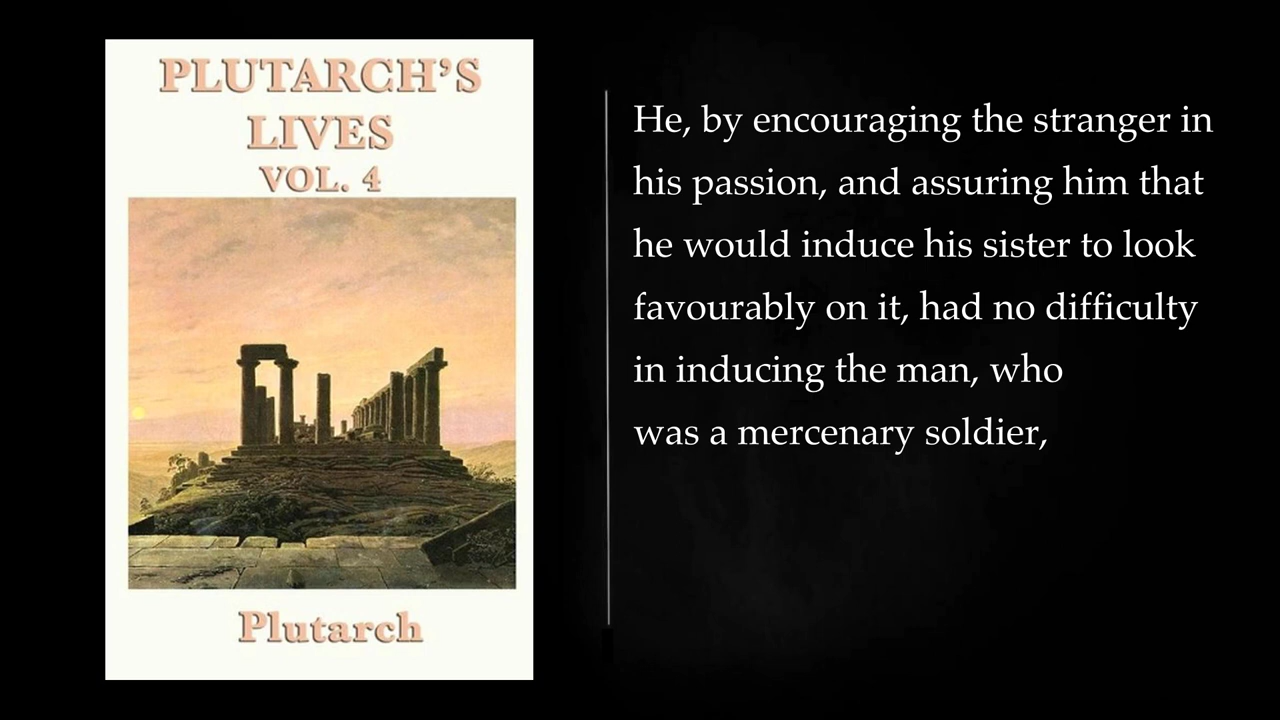 PLUTARCH'S
LIVES
VOL. 4
Plutarch
He, by encouraging the stranger in
his passion, and assuring him that
he would induce his sister to look
favourably on it, had no difficulty
in inducing the man, who
was a mercenary soldier,